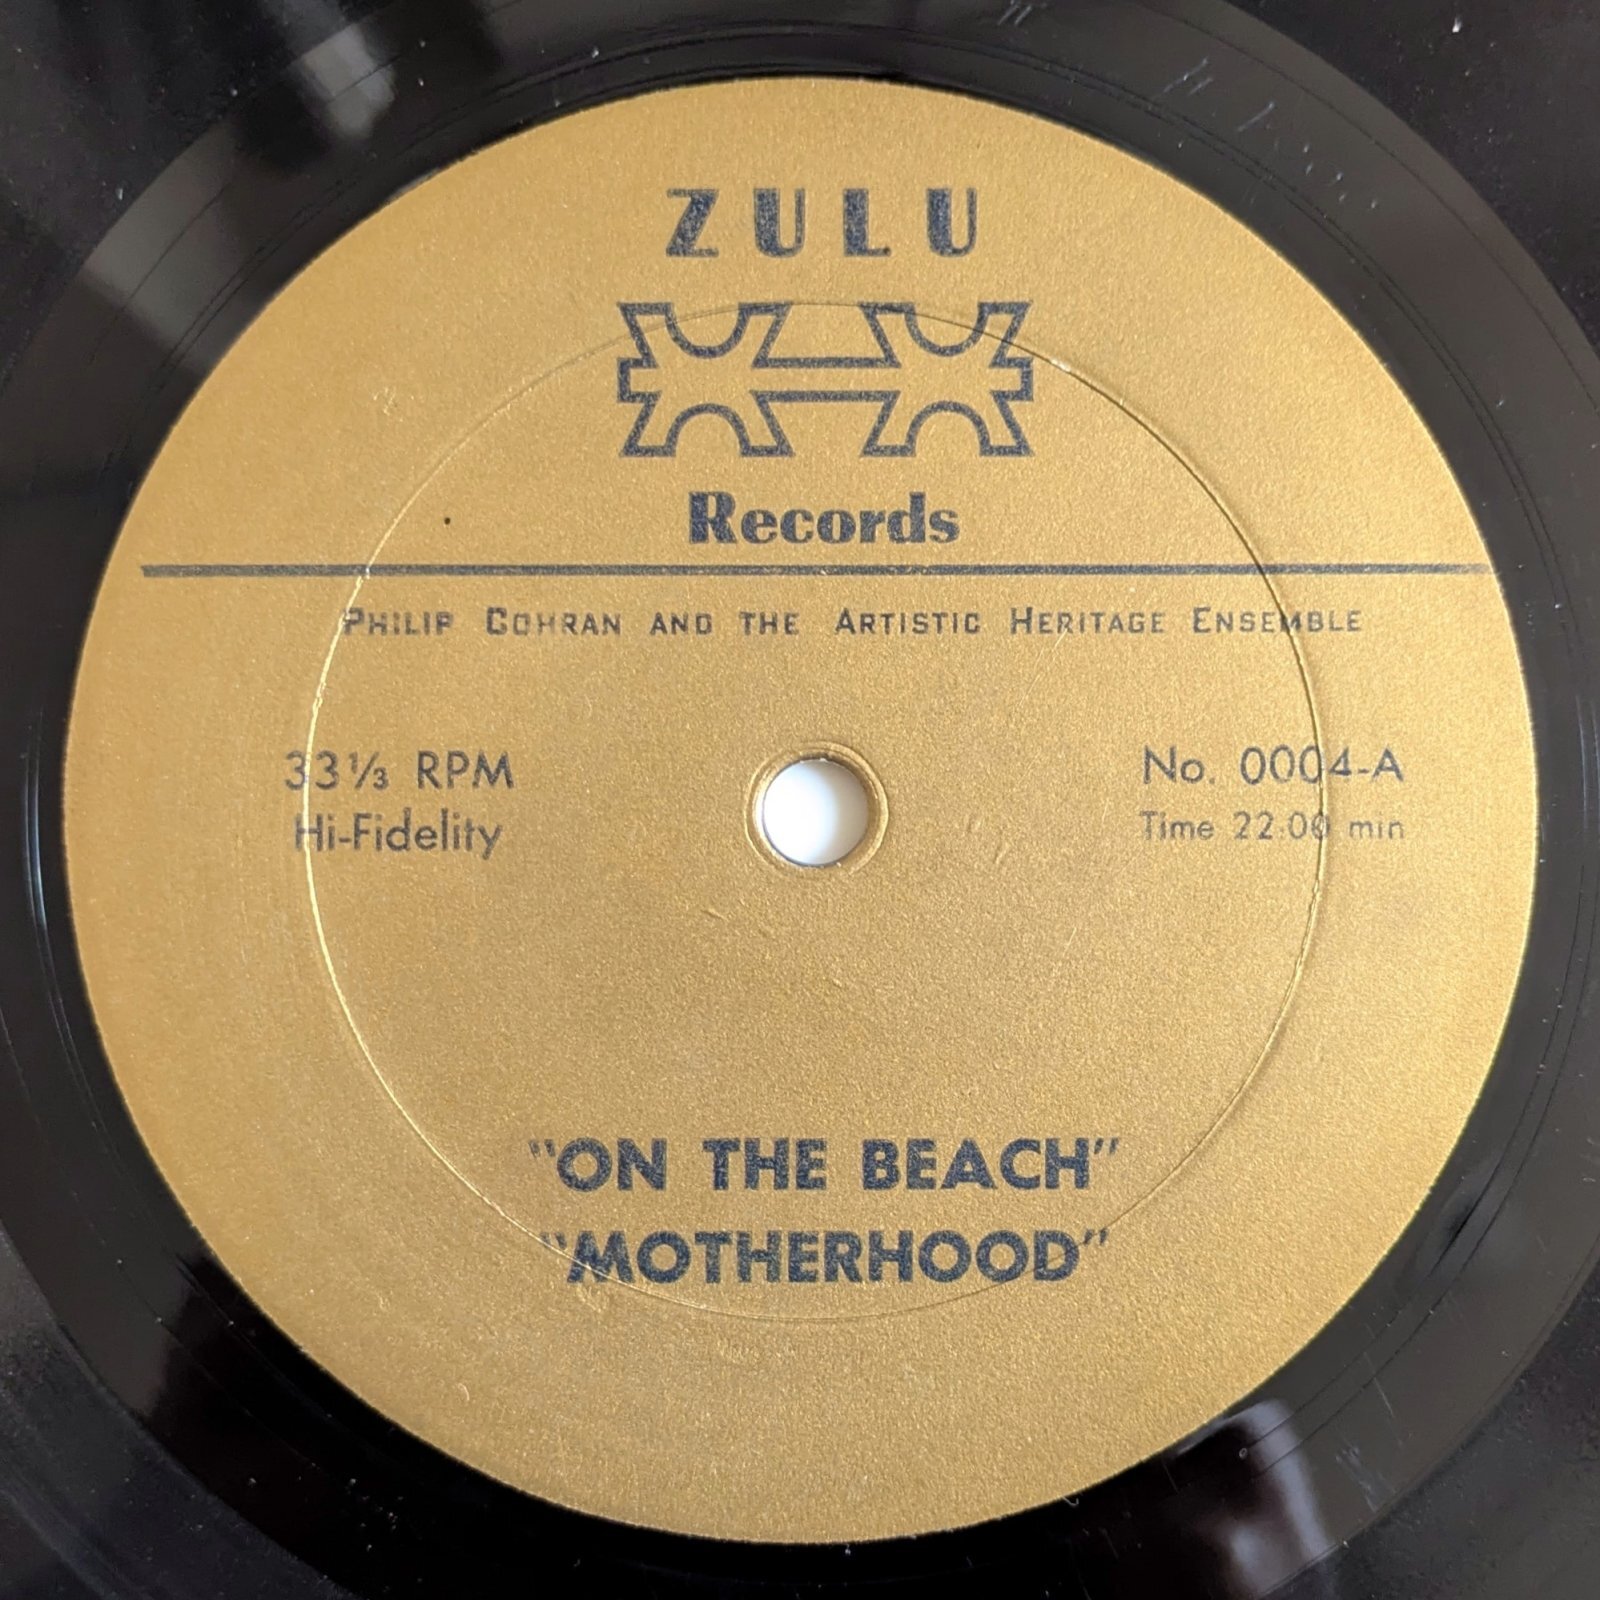 ZULU
Records
PHILIP COHRAN AND THE ARTISTIC HERITAGE ENSEMBLE
33⅓ RPM
Hi-Fidelity
No. 0004-A
Time 22:00 min
"ON THE BEACH"
"MOTHERHOOD"